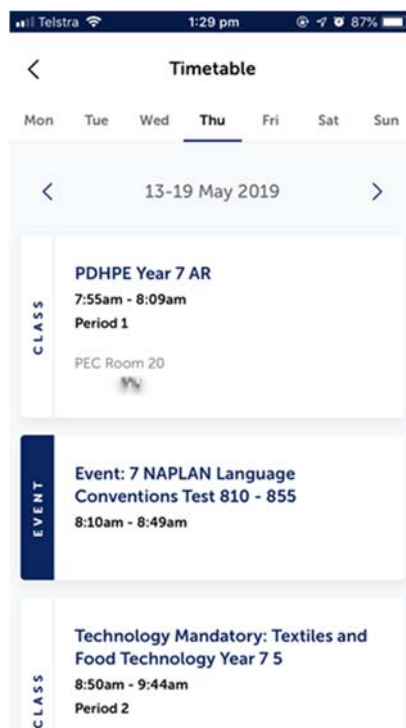 Telstra 1:29 pm 87%
Timetable
Mon Tue Wed Thu Fri Sat Sun
13-19 May 2019
CLASS
PDHPE Year 7 AR
7:55am - 8:09am
Period 1
PEC Room 20
EVENT
Event: 7 NAPLAN Language
Conventions Test 810 - 855
8:10am - 8:49am
CLASS
Technology Mandatory: Textiles and
Food Technology Year 7 5
8:50am - 9:44am
Period 2